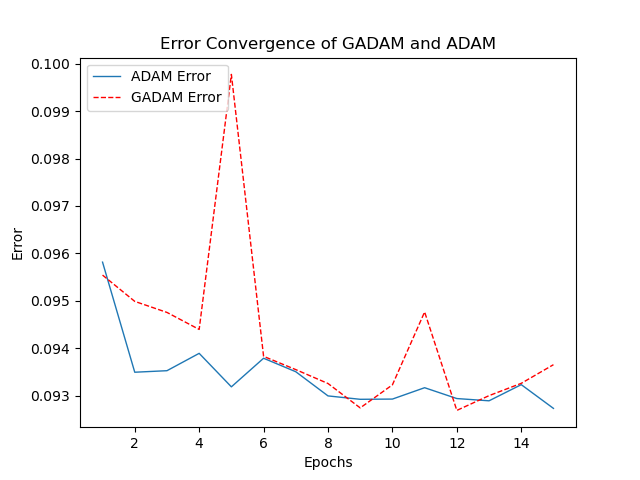 Error Convergence of GADAM and ADAM
ADAM Error
GADAM Error
0.100
0.099
0.098
0.097
0.096
0.095
0.094
0.093
Error
2 4 6 8 10 12 14
Epochs